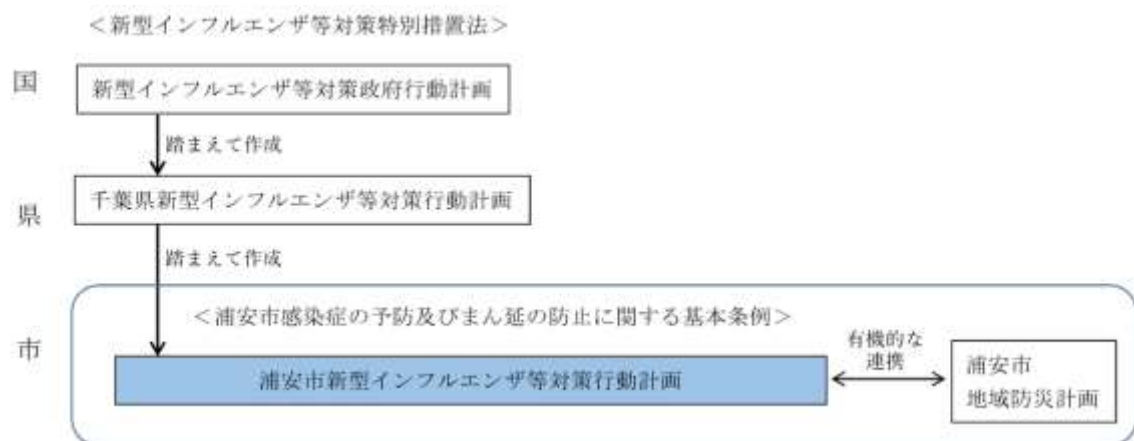 ＜新型インフルエンザ等対策特別措置法＞
国
新型インフルエンザ等対策政府行動計画
踏まえて作成
県
千葉県新型インフルエンザ等対策行動計画
踏まえて作成
市
＜浦安市感染症の予防及びまん延の防止に関する基本条例＞
浦安市新型インフルエンザ等対策行動計画
有機的な
連携
浦安市
地域防災計画